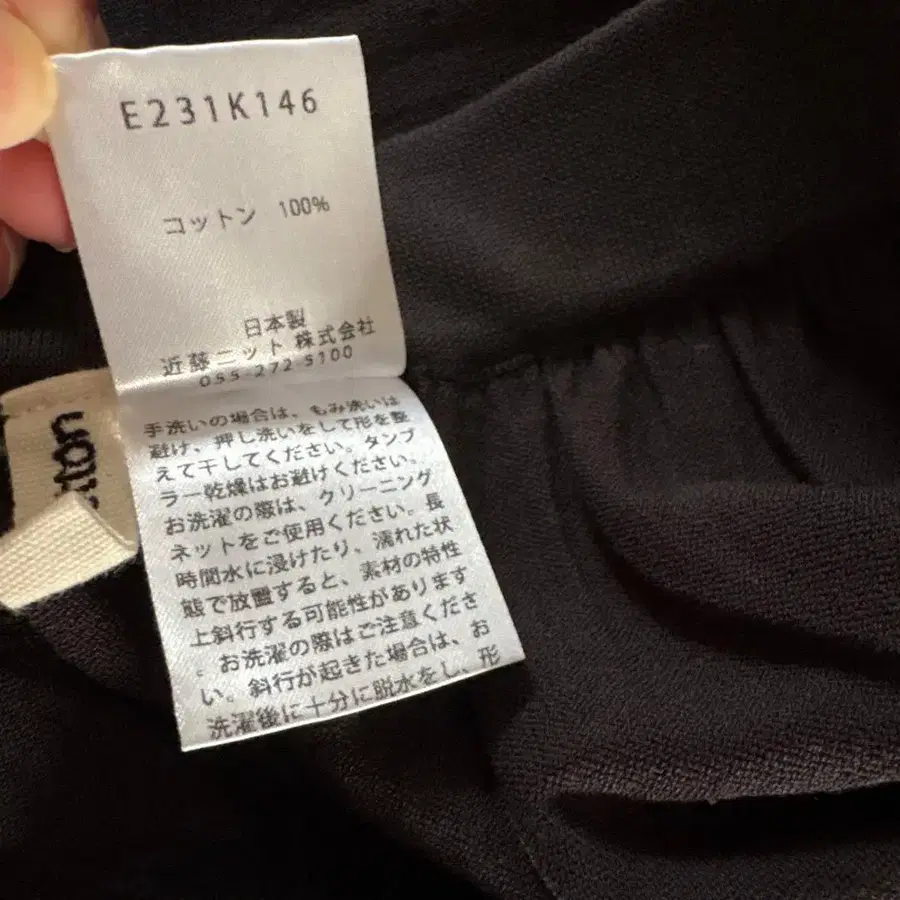 E231K146
コットン 100%
日本製
近藤ニット 株式会社
055-272 5100
手洗いの場合は、もみ洗いは
避け、押し洗いをして形を整
えて干してください。タンブ
ラー乾燥はお避けください。
お洗濯の際は、クリーニング
ネットをご使用ください。長
時間水に浸けたり、濡れた状
態で放置すると、素材の特性
上斜行する可能性があります
。お洗濯の際はご注意くださ
い。斜行が起きた場合は、お
洗濯後に十分に脱水をし、形